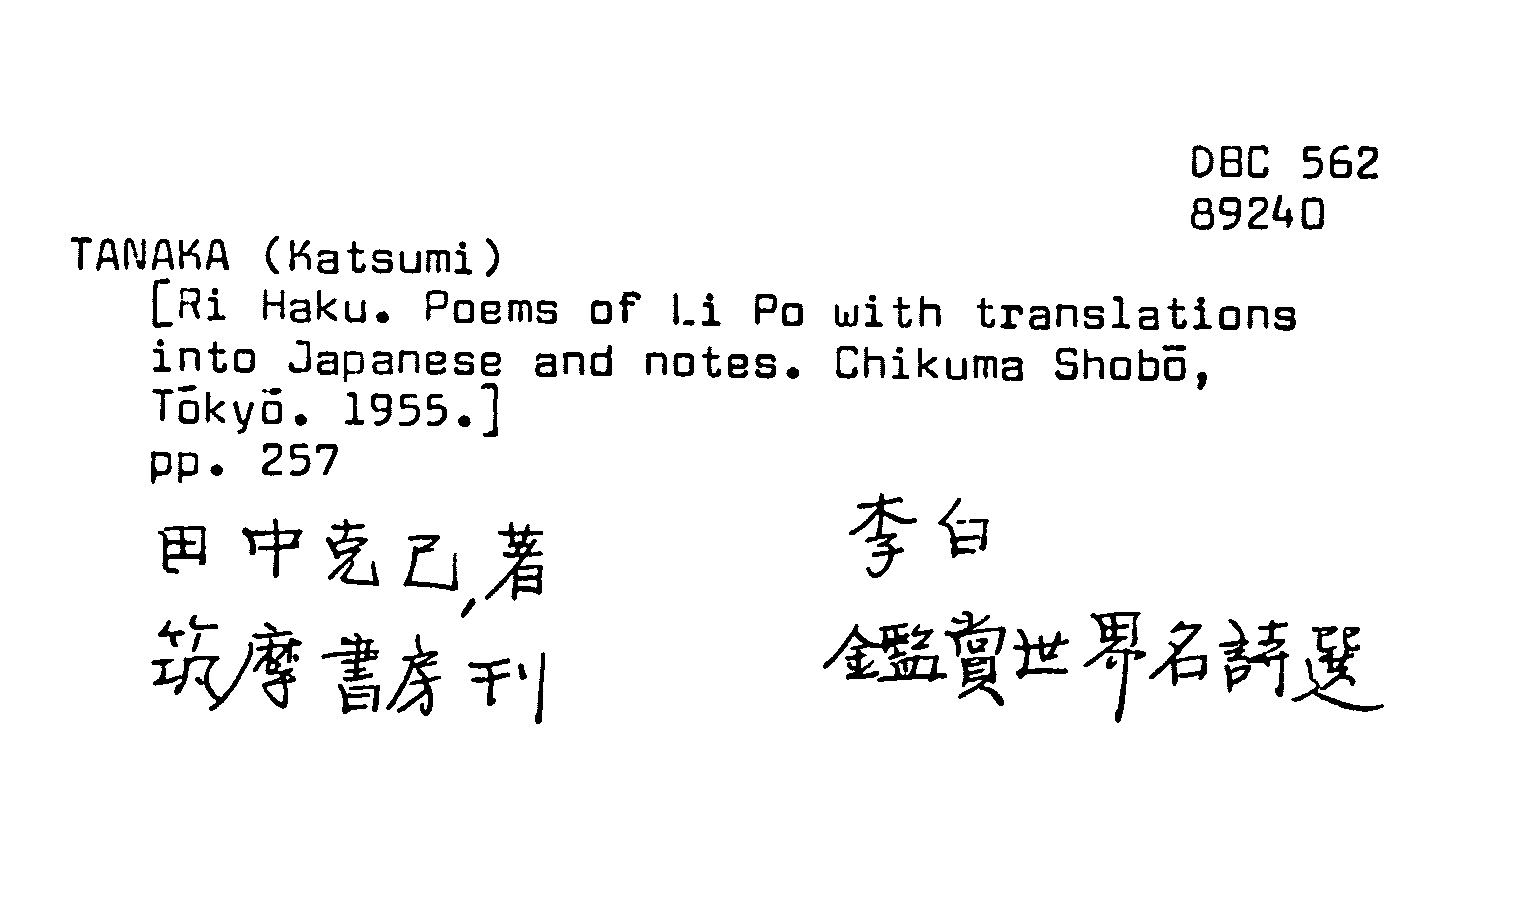 DBC 562
89240
TANAKA (Katsumi)
[Ri Haku. Poems of Li Po with translations
into Japanese and notes. Chikuma Shobō,
Tōkyō. 1955.]
pp. 257
田中克己,著 李白
筑摩書房刊 鑑賞世界名詩選